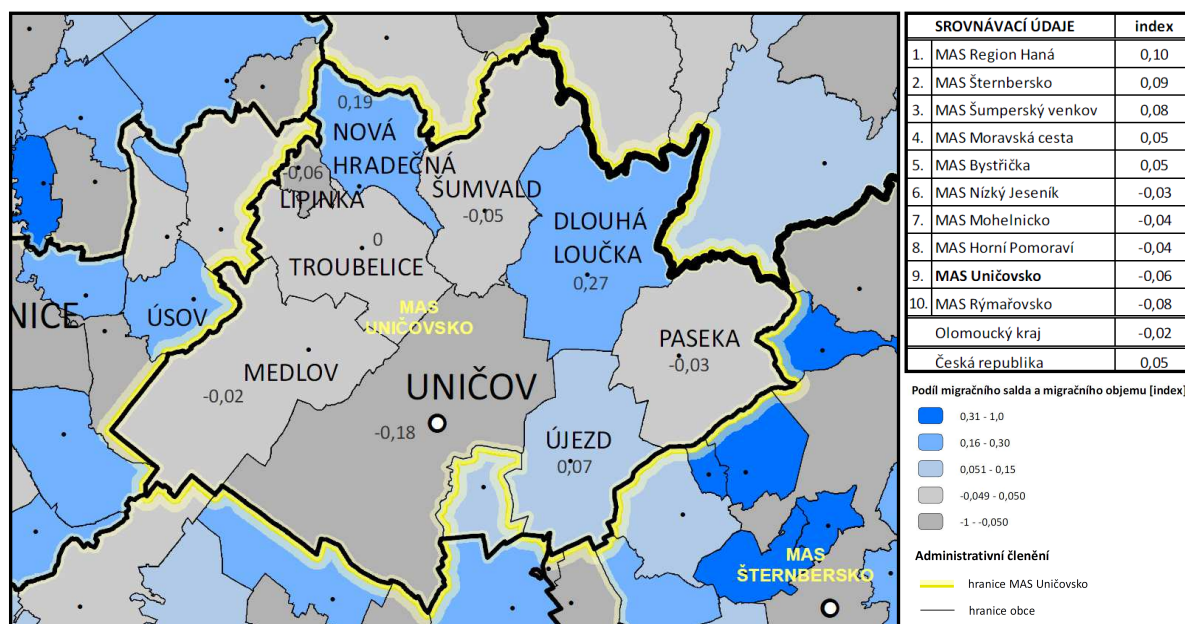 0,19
NOVÁ
HRADEČNÁ
-0,06
LIPINKA
ŠUMVALD
-0,05
DLOUHÁ
LOUČKA
0,27
0
TROUBELICE
MAS
UNIČOVSKO
NICE
ÚSOV
MEDLOV
-0,02
UNIČOV
-0,18
PASEKA
-0,03
ÚJEZD
0,07
MAS
ŠTERNBERSKO
SROVNÁVACÍ ÚDAJE index
1. MAS Region Haná 0,10
2. MAS Šternbersko 0,09
3. MAS Šumperský venkov 0,08
4. MAS Moravská cesta 0,05
5. MAS Bystřička 0,05
6. MAS Nízký Jeseník -0,03
7. MAS Mohelnicko -0,04
8. MAS Horní Pomoraví -0,04
9. MAS Uničovsko -0,06
10. MAS Rýmařovsko -0,08
Olomoucký kraj -0,02
Česká republika 0,05
Podíl migračního salda a migračního objemu [index]
0,31 - 1,0
0,16 - 0,30
0,051 - 0,15
-0,049 - 0,050
-1 - -0,050
Administrativní členění
hranice MAS Uničovsko
hranice obce